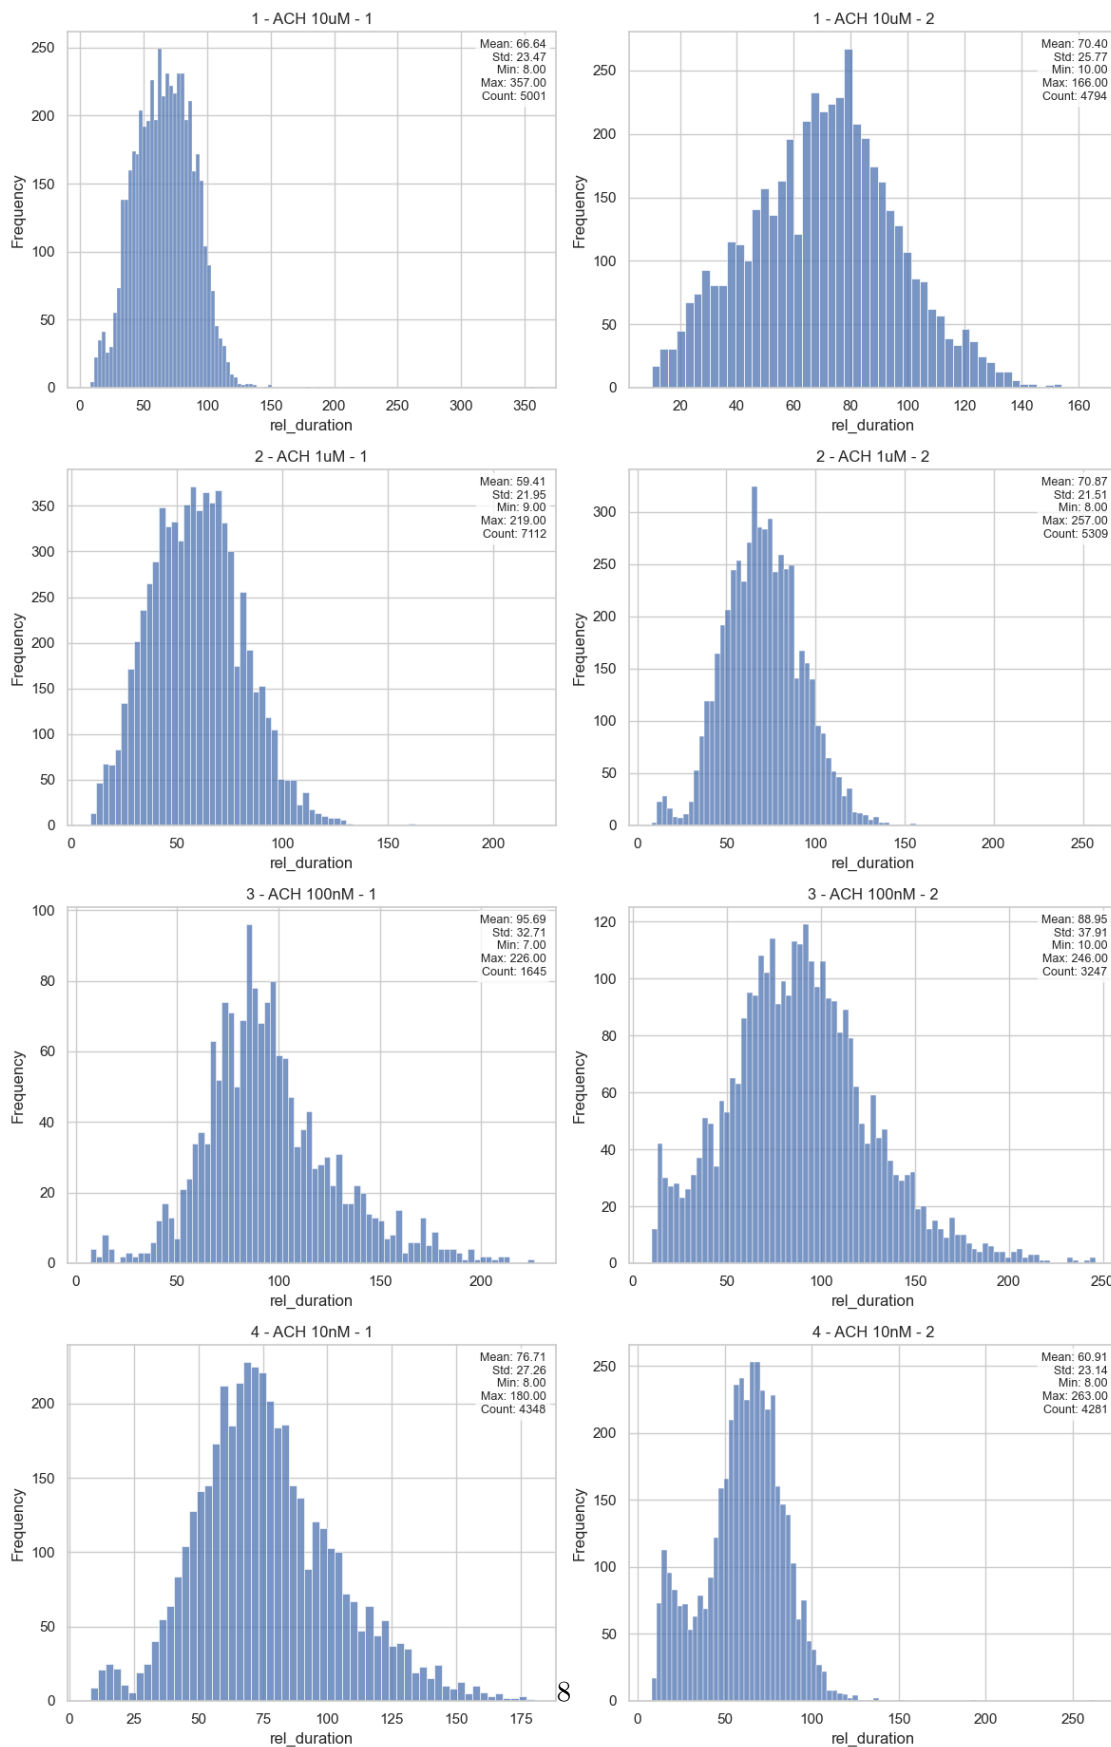 1 - ACH 10uM - 1
Mean: 66.64
Std: 23.47
Min: 8.00
Max: 357.00
Count: 5001
250
200
150
100
50
0
Frequency
0 50 100 150 200 250 300 350
rel_duration
1 - ACH 10uM - 2
Mean: 70.40
Std: 25.77
Min: 10.00
Max: 166.00
Count: 4794
250
200
150
100
50
0
Frequency
20 40 60 80 100 120 140 160
rel_duration
2 - ACH 1uM - 1
Mean: 59.41
Std: 21.95
Min: 9.00
Max: 219.00
Count: 7112
350
300
250
200
150
100
50
0
Frequency
0 50 100 150 200
rel_duration
2 - ACH 1uM - 2
Mean: 70.87
Std: 21.51
Min: 8.00
Max: 257.00
Count: 5309
300
250
200
150
100
50
0
Frequency
0 50 100 150 200 250
rel_duration
3 - ACH 100nM - 1
Mean: 95.69
Std: 32.71
Min: 7.00
Max: 226.00
Count: 1645
100
80
60
40
20
0
Frequency
0 50 100 150 200
rel_duration
3 - ACH 100nM - 2
Mean: 88.95
Std: 37.91
Min: 10.00
Max: 246.00
Count: 3247
120
100
80
60
40
20
0
Frequency
0 50 100 150 200 250
rel_duration
4 - ACH 10nM - 1
Mean: 76.71
Std: 27.26
Min: 8.00
Max: 180.00
Count: 4348
200
150
100
50
0
Frequency
0 25 50 75 100 125 150 175
rel_duration
4 - ACH 10nM - 2
Mean: 60.91
Std: 23.14
Min: 8.00
Max: 263.00
Count: 4281
250
200
150
100
50
0
Frequency
0 50 100 150 200 250
rel_duration
8